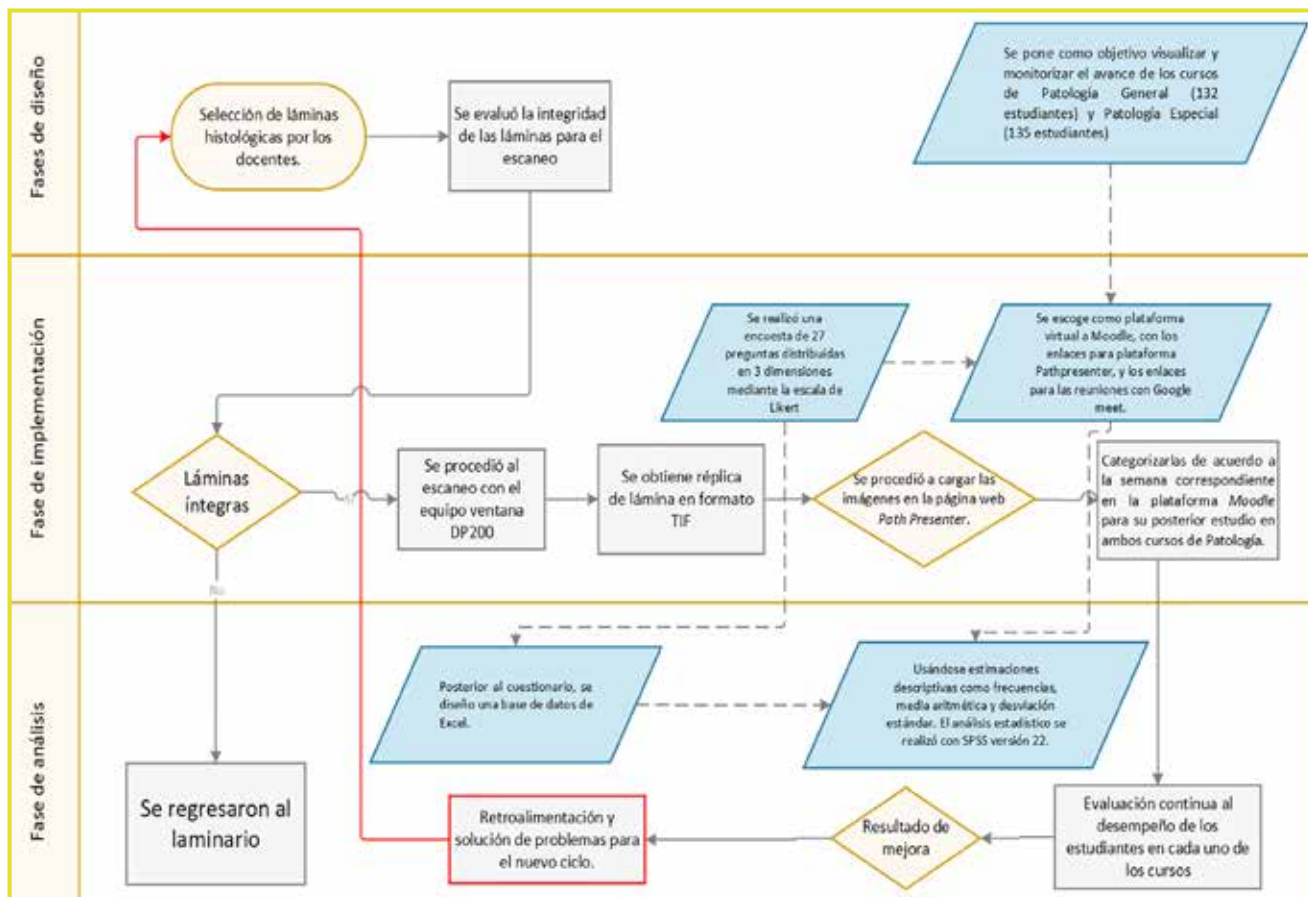 Fases de diseño
Selección de láminas
histológicas por los
docentes.
Se evaluó la integridad
de las láminas para el
escaneo
Se pone como objetivo visualizar y
monitorizar el avance de los cursos
de Patología General (132
estudiantes) y Patología Especial
(135 estudiantes)
Fase de implementación
Se realizó una
encuesta de 27
preguntas distribuidas
en 3 dimensiones
mediante la escala de
Likert
Se escoge como plataforma
virtual a Moodle, con los
enlaces para plataforma
Pathpresenter, y los enlaces
para las reuniones con Google
meet.
Láminas
íntegras
Se procedió al
escaneo con el
equipo ventana
DP200
Se obtiene réplica
de lámina en formato
TIF
Se procedió a cargar las
imágenes en la página web
Path Presenter.
Categorizarlas de acuerdo a
la semana correspondiente
en la plataforma Moodle
para su posterior estudio en
ambos cursos de Patología.
No
Fase de análisis
Posterior al cuestionario, se
diseño una base de datos de
Excel.
Usándose estimaciones
descriptivas como frecuencias,
media aritmética y desviación
estándar. El análisis estadístico se
realizó con SPSS versión 22.
Se regresaron al
laminario
Retroalimentación y
solución de problemas para
el nuevo ciclo.
Resultado de
mejora
Evaluación continua al
desempeño de los
estudiantes en cada uno de
los cursos